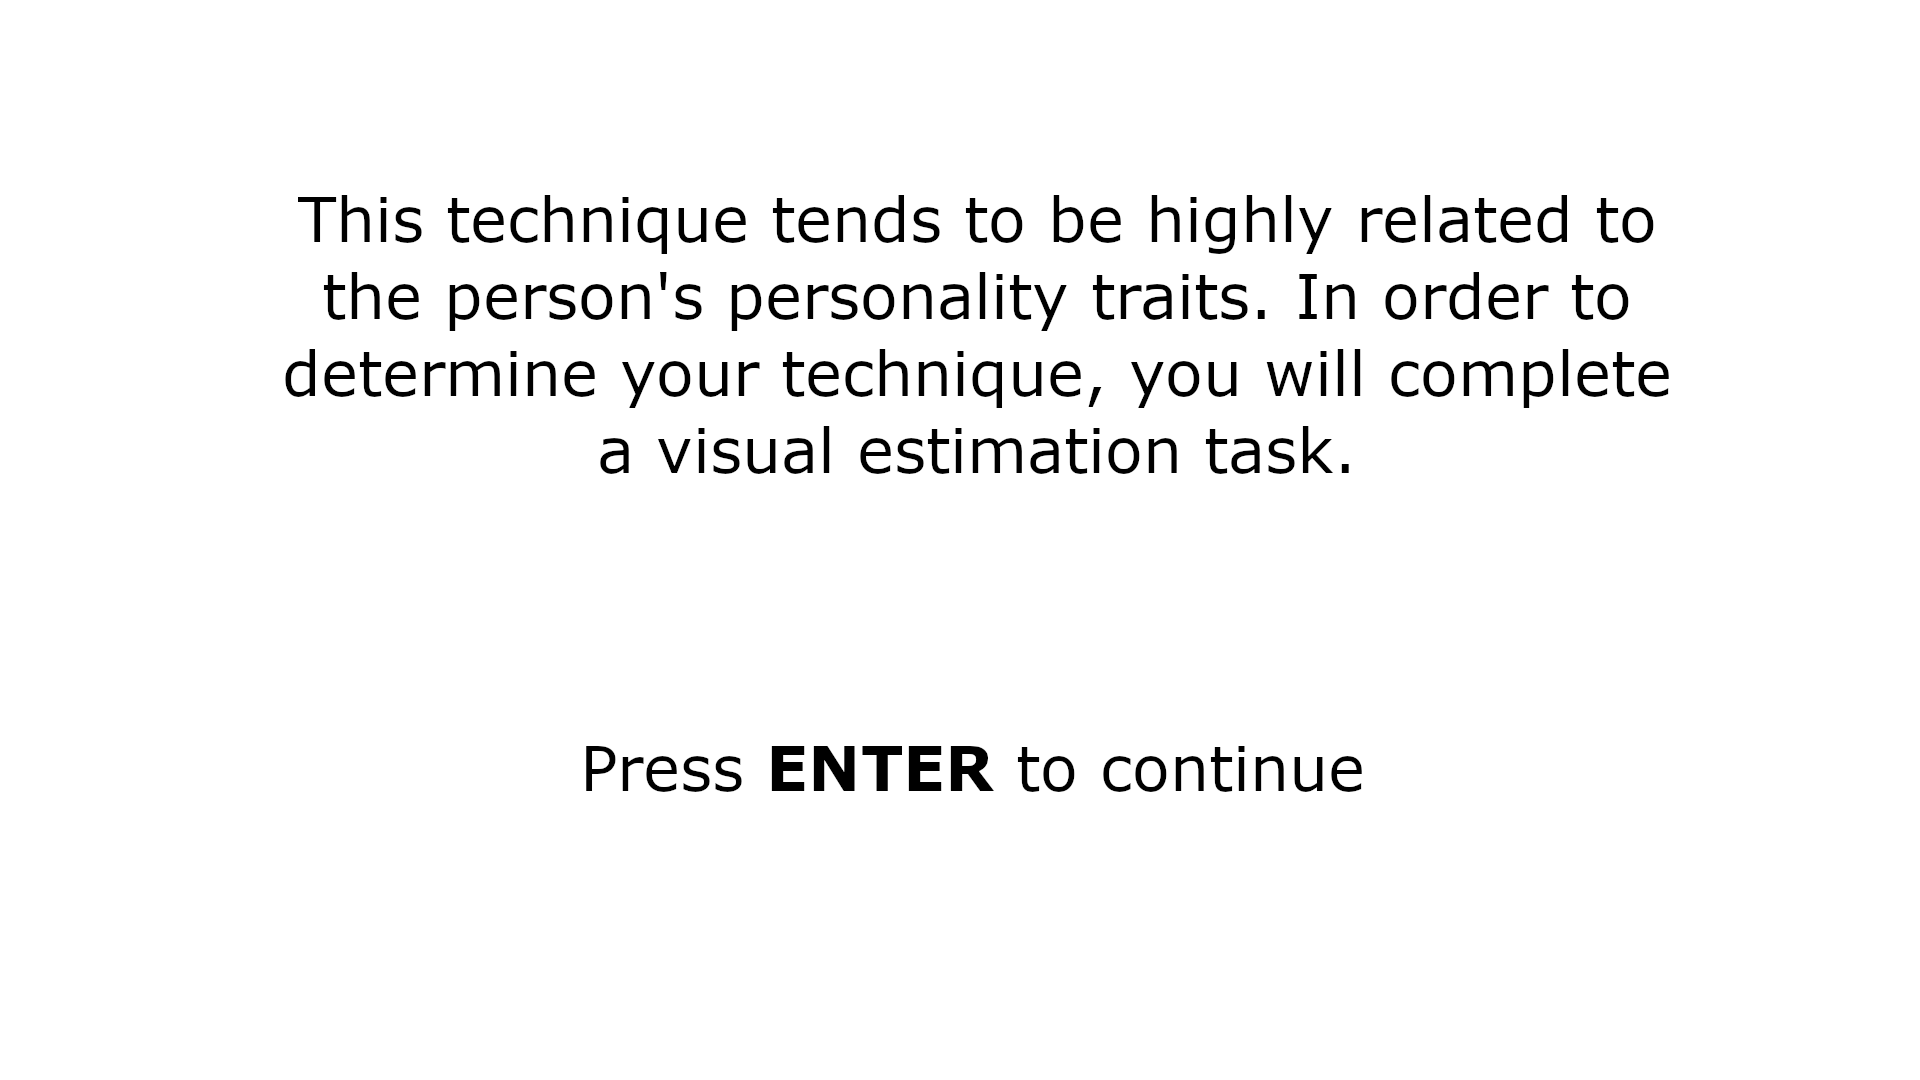 This technique tends to be highly related to
the person's personality traits. In order to
determine your technique, you will complete
a visual estimation task.
Press ENTER to continue